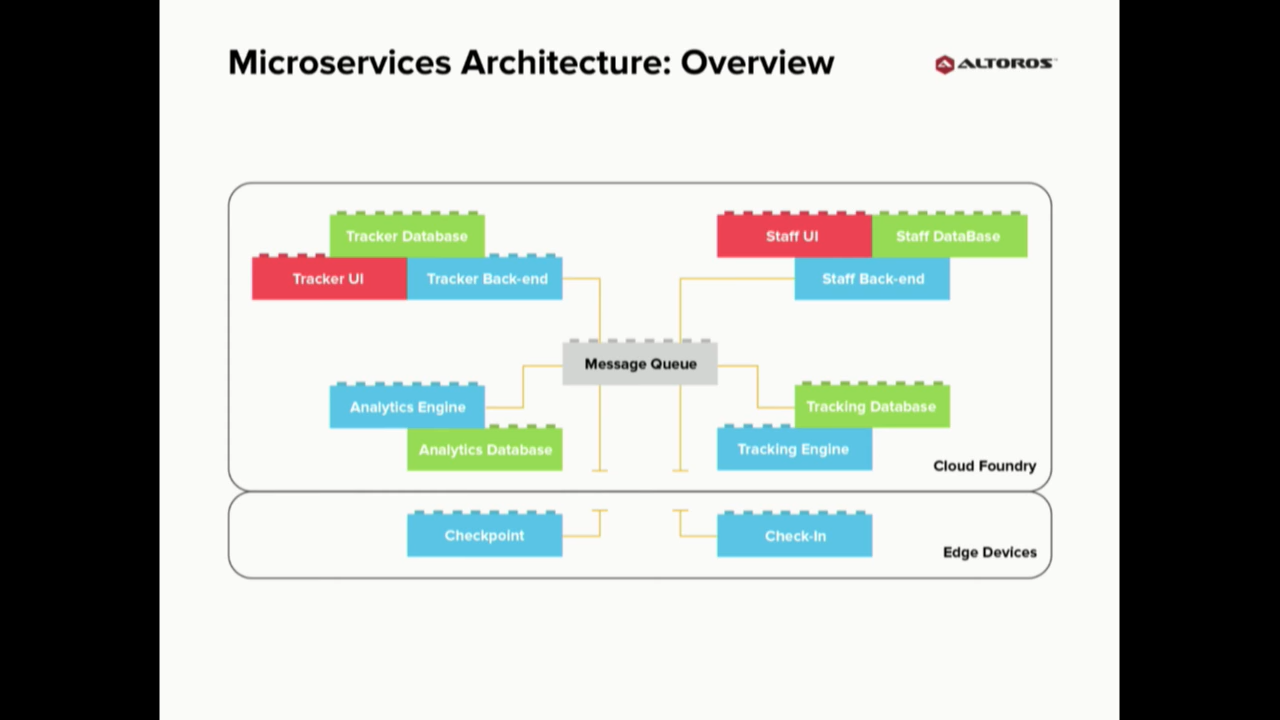 Microservices Architecture: Overview
ALTOROS
Tracker Database
Tracker UI
Tracker Back-end
Staff UI
Staff DataBase
Staff Back-end
Message Queue
Analytics Engine
Analytics Database
Tracking Database
Tracking Engine
Cloud Foundry
Checkpoint
Check-In
Edge Devices